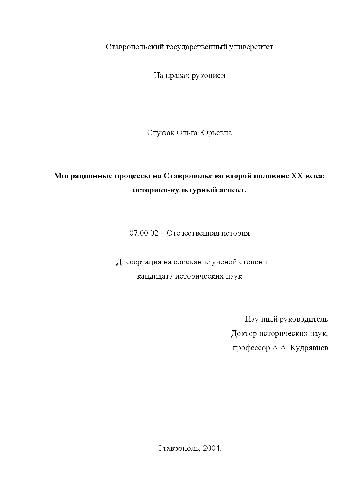 Ставропольский государственный университет
На правах рукописи
Ольга Юрьевна
Миграционные процессы на Ставрополье во второй половине XX века:
историко-культурный аспект.
07.00.02 – Отечественная история
Диссертация на соискание ученой степени
кандидата исторических наук
Научный руководитель
Доктор исторических наук,
профессор А.А. Кудрявцев
Ставрополь, 2004.